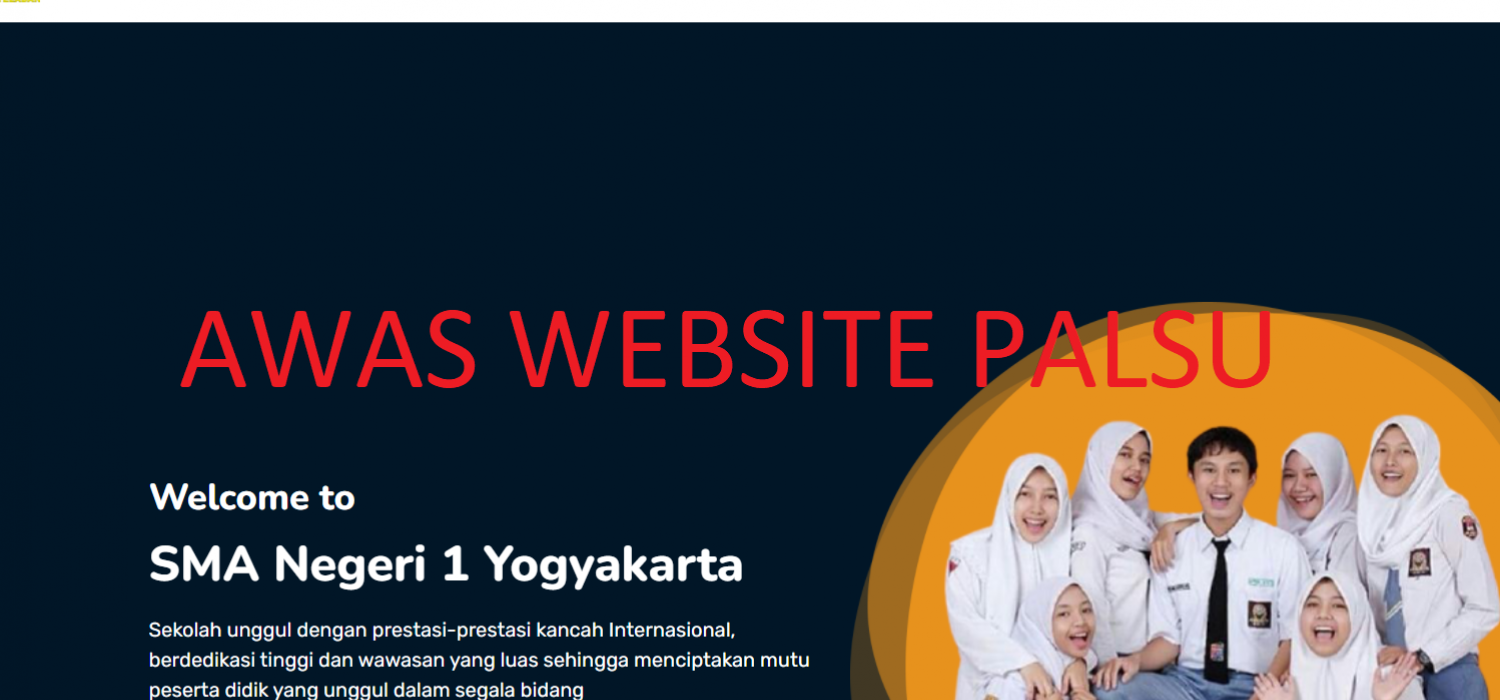 AWAS WEBSITE PALSU
Welcome to
SMA Negeri 1 Yogyakarta
Sekolah unggul dengan prestasi-prestasi kancah Internasional,
berdedikasi tinggi dan wawasan yang luas sehingga menciptakan mutu
peserta didik yang unggul dalam segala bidang